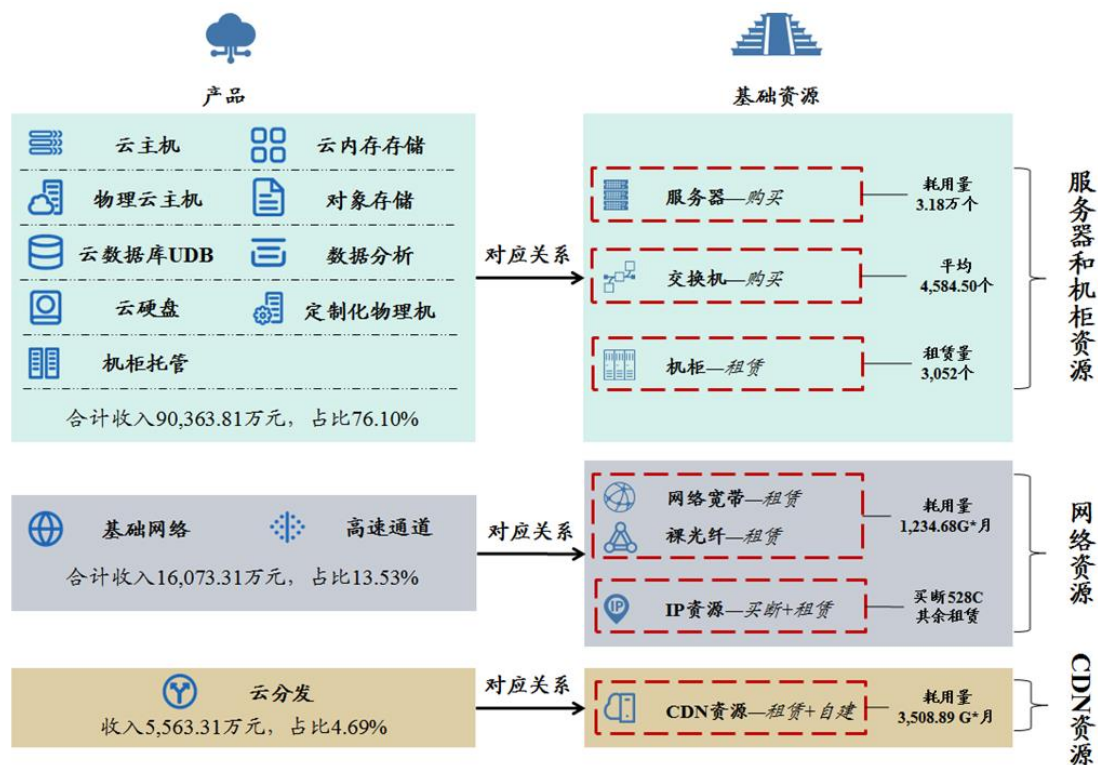 产品
基础资源
云主机
云内存存储
物理云主机
对象存储
云数据库UDB
数据分析
云硬盘
定制化物理机
机柜托管
合计收入90,363.81万元，占比76.10%
对应关系
服务器—购买
耗用量
3.18万个
交换机—购买
平均
4,584.50个
机柜—租赁
租赁量
3,052个
服务器和机柜资源
基础网络
高速通道
合计收入16,073.31万元，占比13.53%
对应关系
网络宽带—租赁
裸光纤—租赁
耗用量
1,234.68G*月
IP
IP资源—买断+租赁
买断528C
其余租赁
网络资源
云分发
收入5,563.31万元，占比4.69%
对应关系
CDN资源—租赁+自建
耗用量
3,508.89 G*月
CDN资源